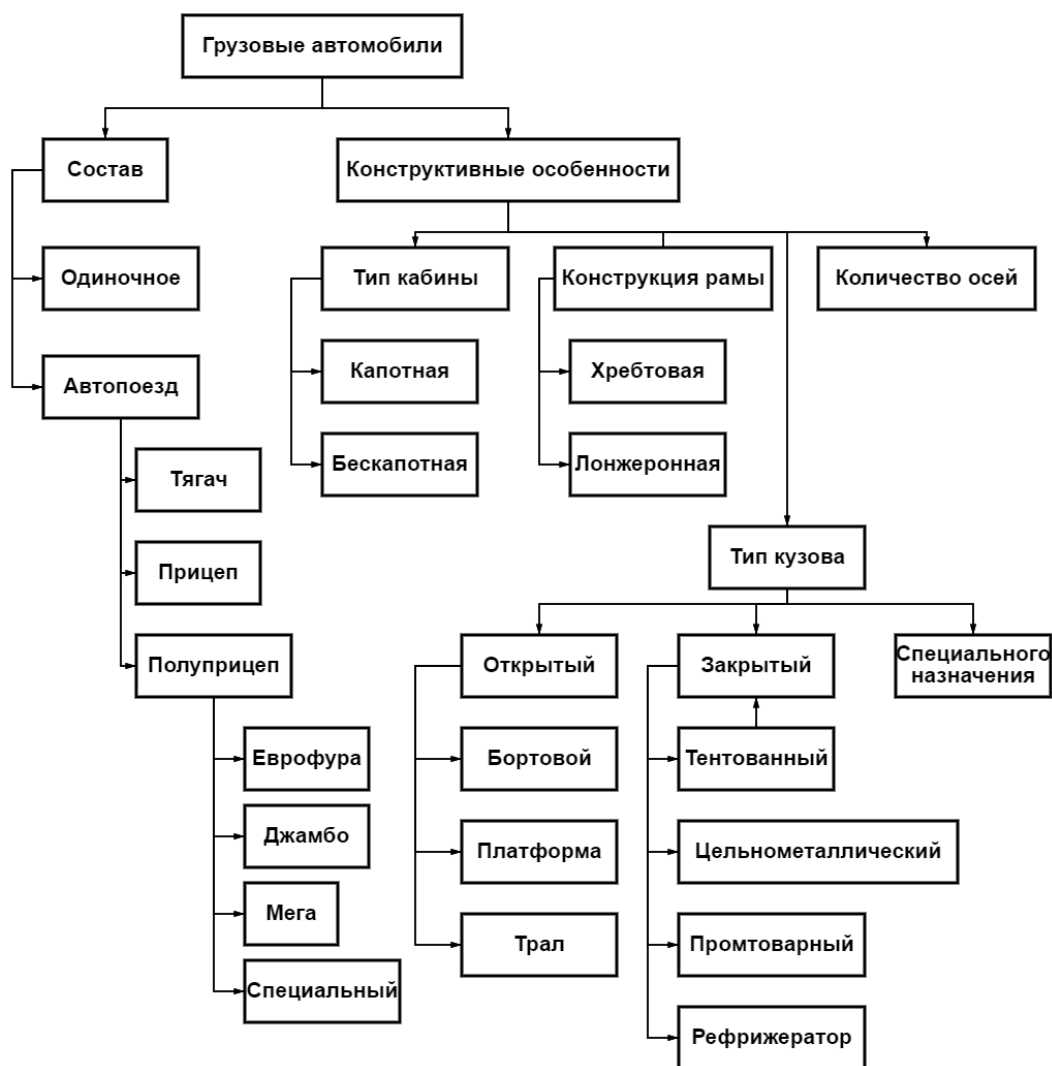 Грузовые автомобили
Состав
Конструктивные особенности
Одиночное
Тип кабины
Конструкция рамы
Количество осей
Автопоезд
Капотная
Хребтовая
Бескапотная
Лонжеронная
Тягач
Тип кузова
Прицеп
Полуприцеп
Открытый
Закрытый
Специального
назначения
Еврофура
Бортовой
Тентованный
Джамбо
Платформа
Цельнометаллический
Мега
Трал
Промтоварный
Специальный
Рефрижератор